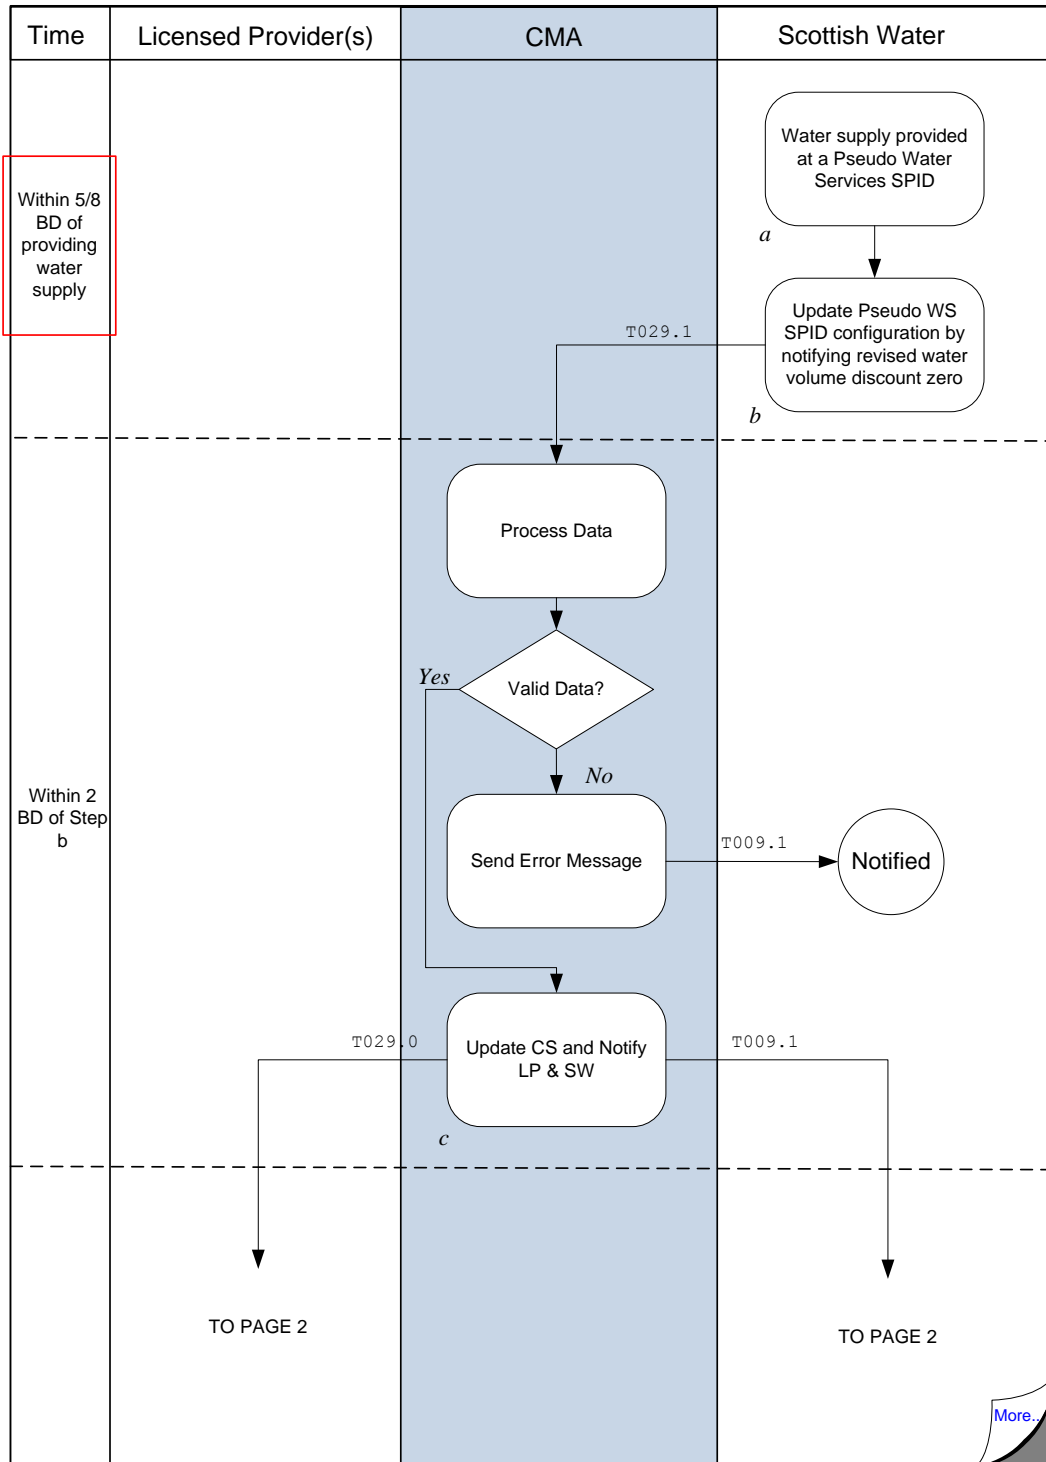 Time
Licensed Provider(s)
CMA
Scottish Water
Water supply provided
at a Pseudo Water
Services SPID
a
Within 5/8
BD of
providing
water
supply
Update Pseudo WS
SPID configuration by
notifying revised water
volume discount zero
b
T029.1
Process Data
Valid Data?
Yes
No
Within 2
BD of Step
b
Send Error Message
T009.1
Notified
Update CS and Notify
LP & SW
c
T029.0
T009.1
TO PAGE 2
TO PAGE 2
More..